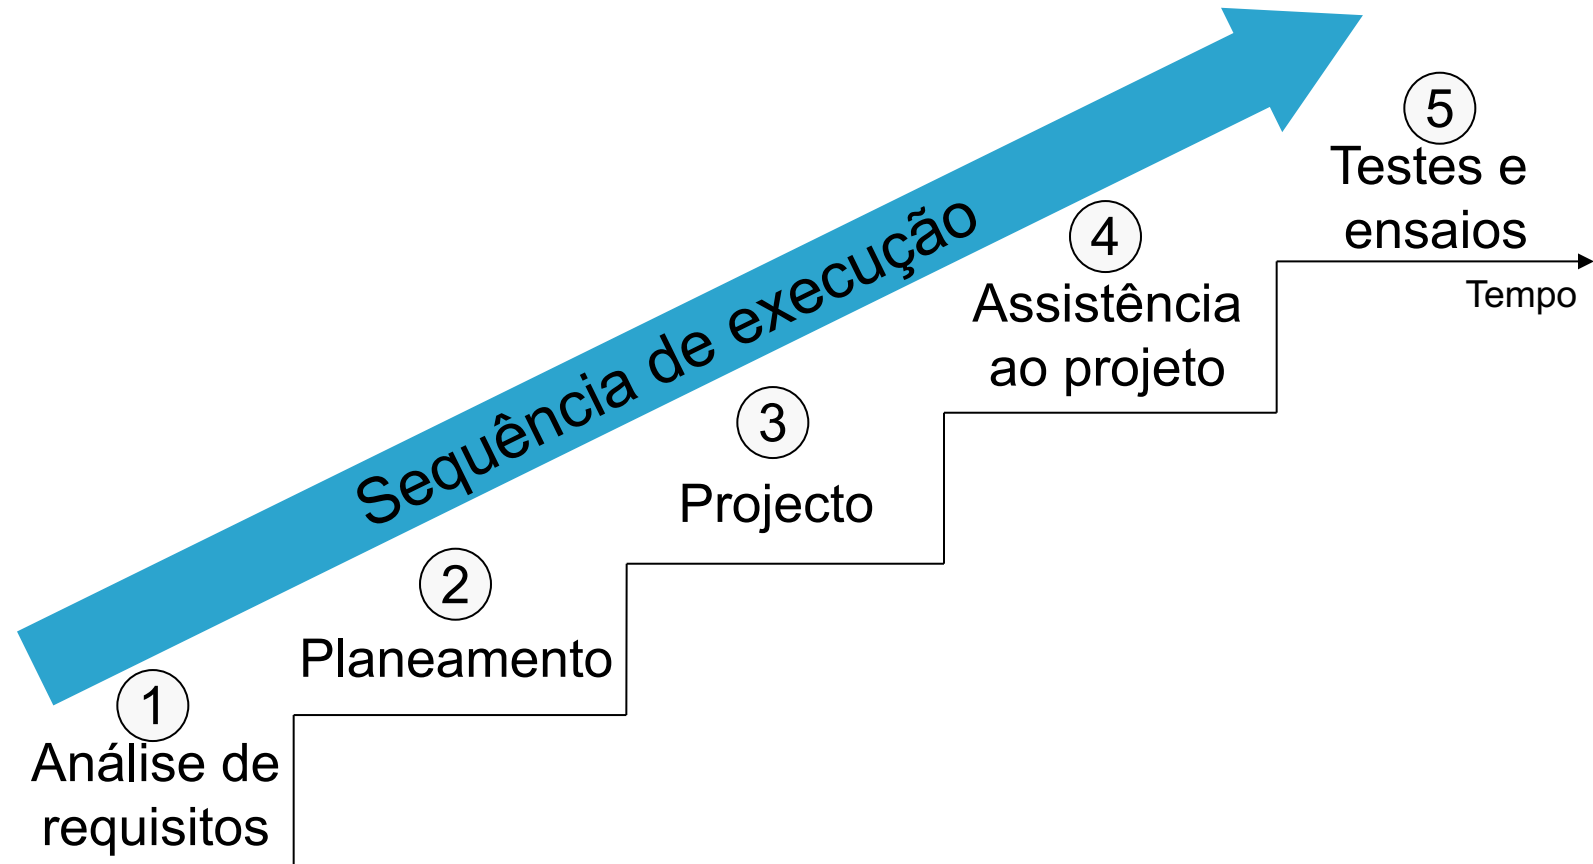 Sequência de execução
1
Análise de
requisitos
2
Planeamento
3
Projecto
4
Assistência
ao projeto
5
Testes e
ensaios
Tempo